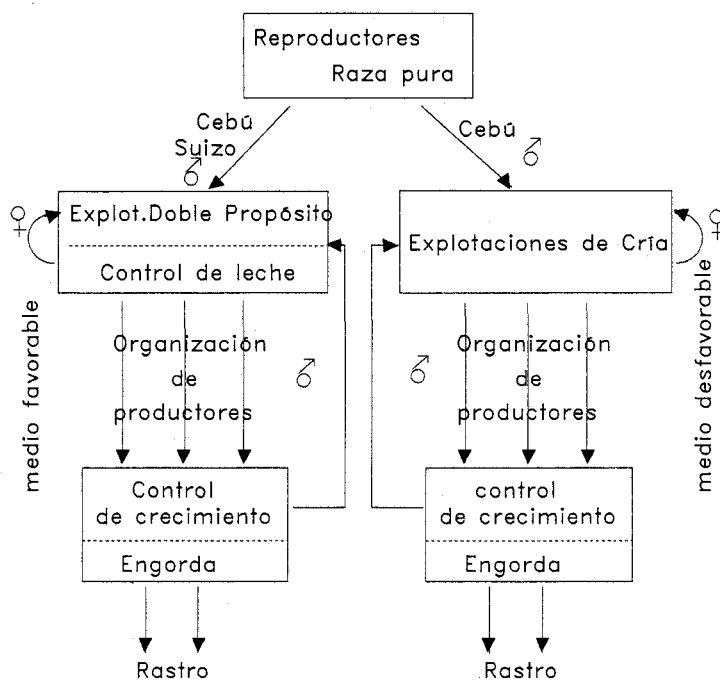 Reproductores
Raza pura
Cebú
Suizo
♂
Cebú
♂
♀
Explot.Doble Propósito
Control de leche
Explotaciones de Cría
♀
medio favorable
Organización
de
productores
♂
♂
Organización
de
productores
medio desfavorable
Control
de crecimiento
Engorda
control
de crecimiento
Engorda
Rastro
Rastro